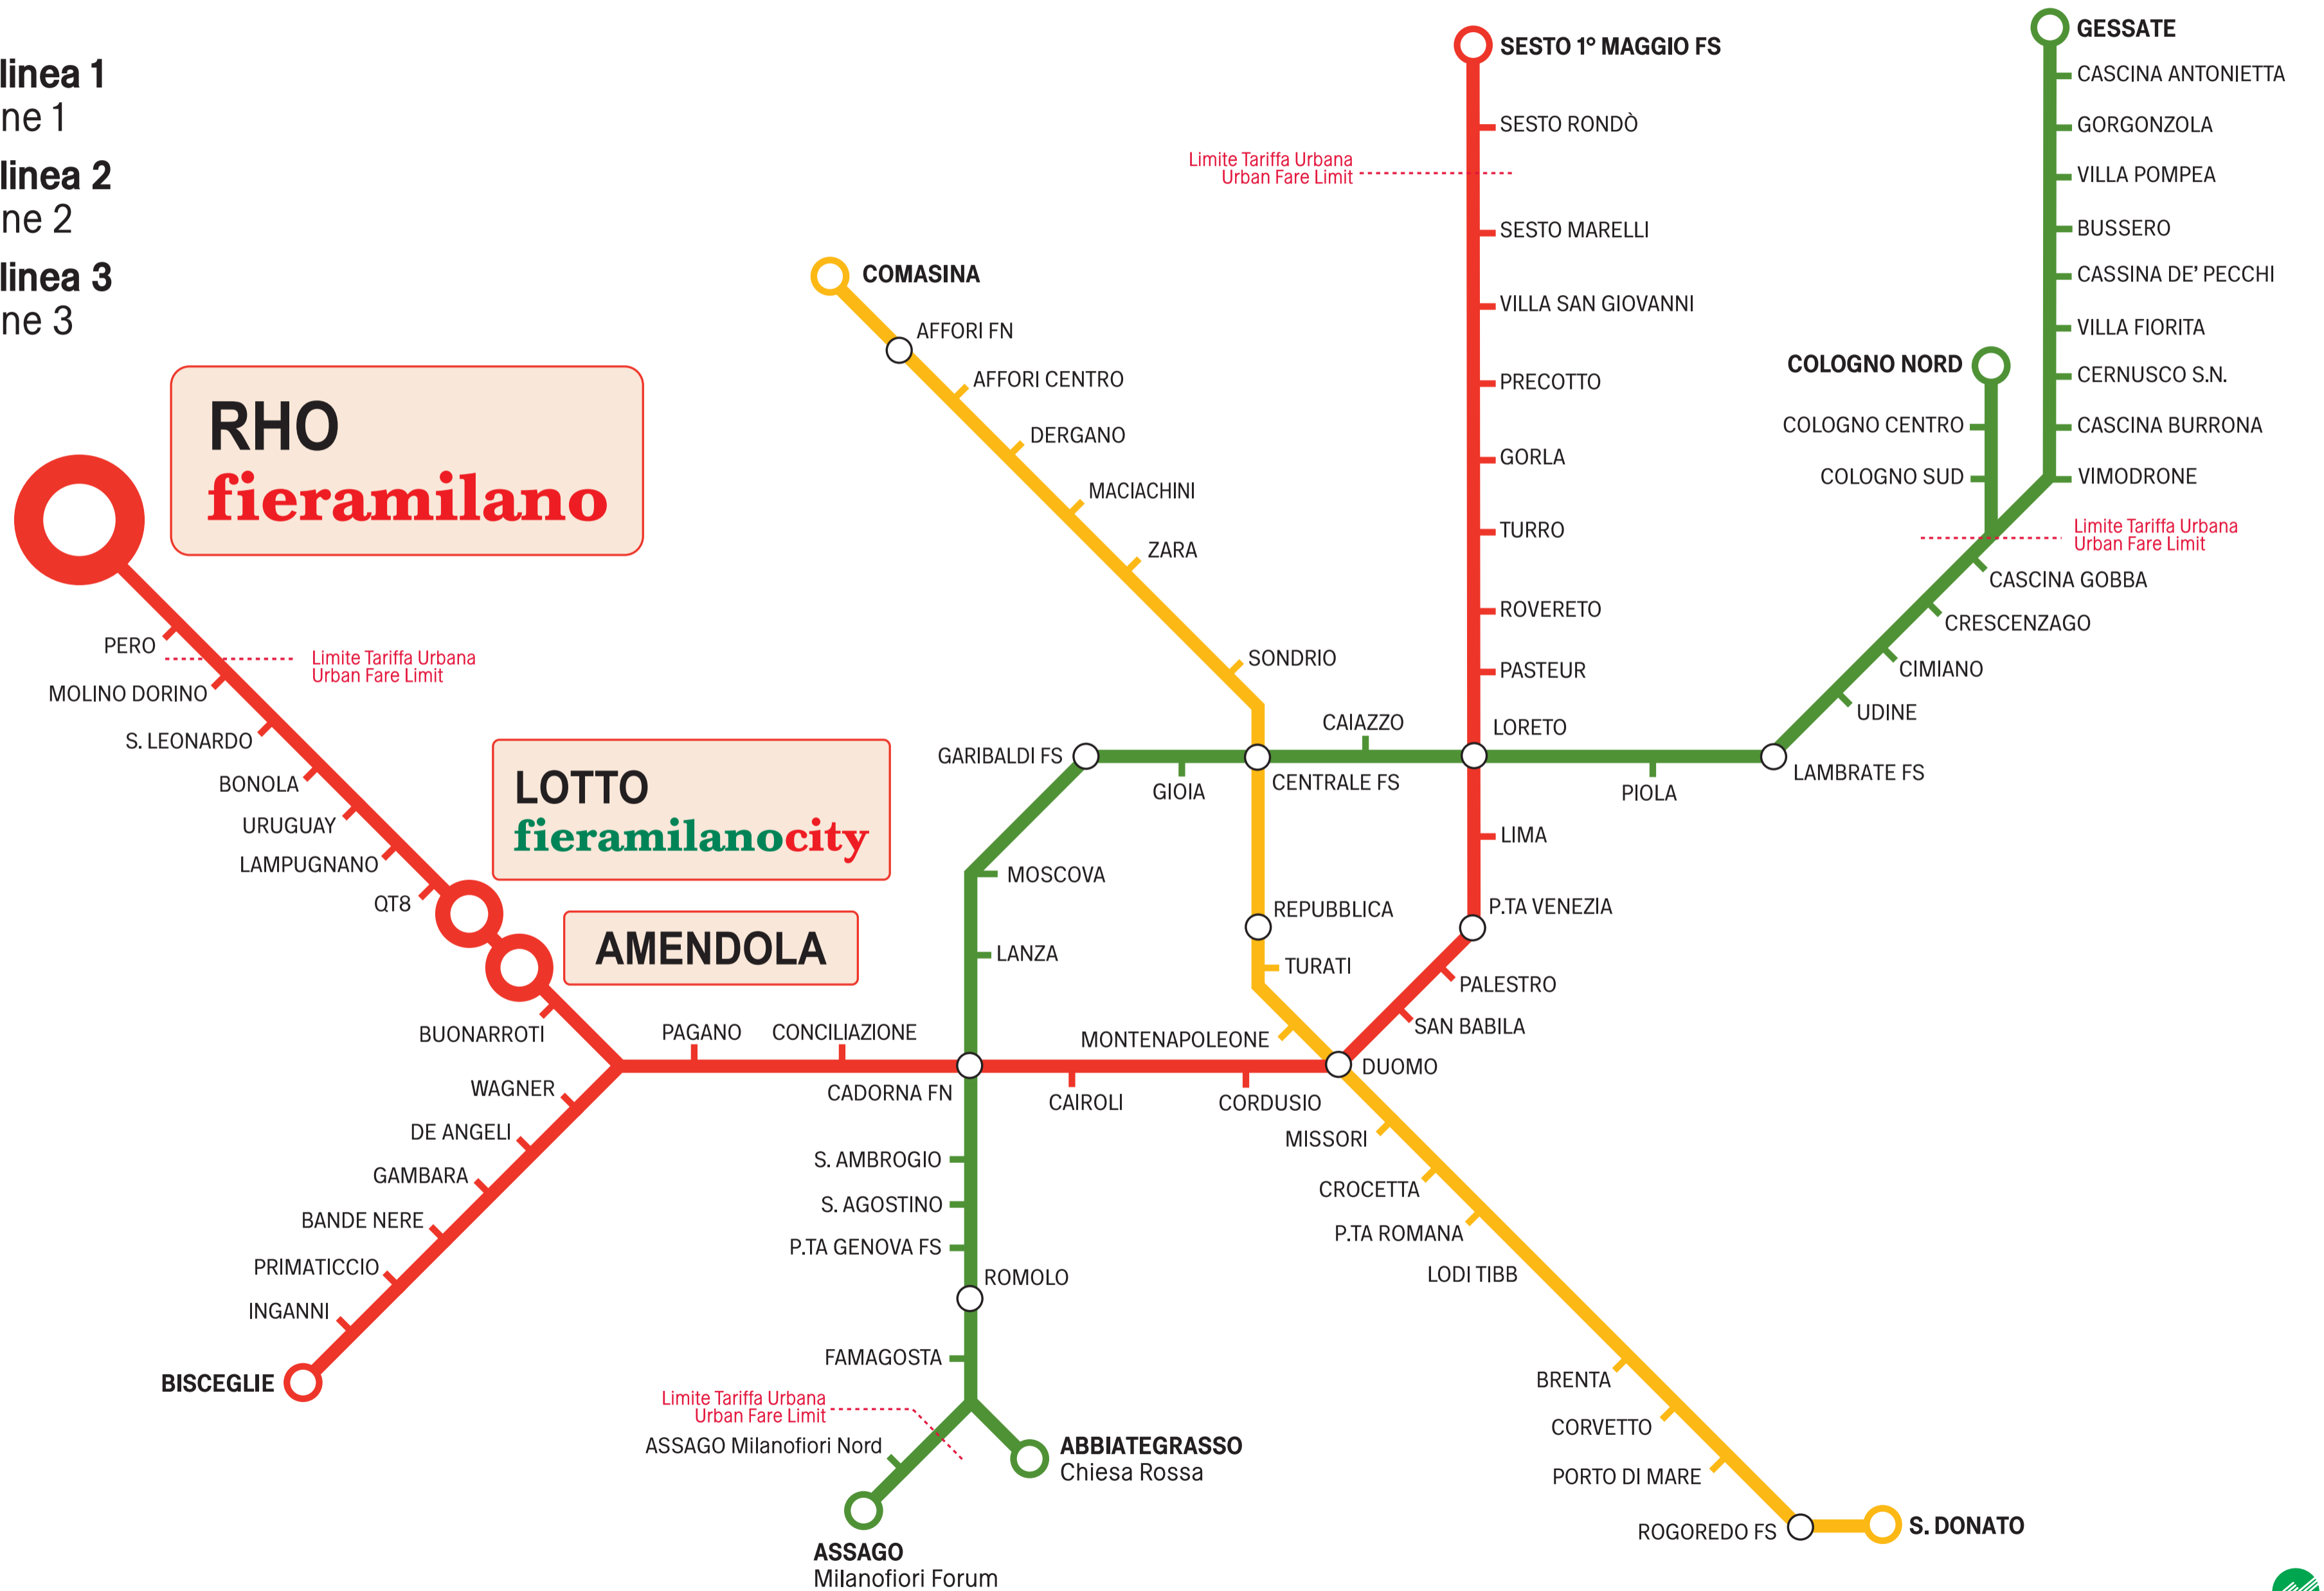 linea 1
ne 1
linea 2
ne 2
linea 3
ne 3
RHO
fieramilano
PERO
Limite Tariffa Urbana
Urban Fare Limit
MOLINO DORINO
S. LEONARDO
BONOLA
URUGUAY
LAMPUGNANO
QT8
LOTTO
fieramilanocity
AMENDOLA
BUONARROTI
PAGANO
CONCILIAZIONE
WAGNER
DE ANGELI
GAMBARA
BANDE NERE
PRIMATICCIO
INGANNI
BISCEGLIE
COMASINA
AFFORI FN
AFFORI CENTRO
DERGANO
MACIACHINI
ZARA
SONDRIO
GARIBALDI FS
GIOIA
CENTRALE FS
CAIAZZO
MOSCOVA
LANZA
REPUBBLICA
TURATI
MONTENAPOLEONE
CADORNA FN
CAIROLI
CORDUSIO
DUOMO
S. AMBROGIO
S. AGOSTINO
P.TA GENOVA FS
ROMOLO
FAMAGOSTA
Limite Tariffa Urbana
Urban Fare Limit
ASSAGO Milanofiori Nord
ABBIATEGRASSO
Chiesa Rossa
ASSAGO
Milanofiori Forum
SESTO 1° MAGGIO FS
SESTO RONDÒ
Limite Tariffa Urbana
Urban Fare Limit
SESTO MARELLI
VILLA SAN GIOVANNI
PRECOTTO
GORLA
TURRO
ROVERETO
PASTEUR
LORETO
LIMA
P.TA VENEZIA
PALESTRO
SAN BABILA
MISSORI
CROCETTA
P.TA ROMANA
LODI TIBB
BRENTA
CORVETTO
PORTO DI MARE
ROGOREDO FS
S. DONATO
GESSATE
CASCINA ANTONIETTA
GORGONZOLA
VILLA POMPEA
BUSSERO
CASSINA DE' PECCHI
VILLA FIORITA
CERNUSCO S.N.
CASCINA BURRONA
VIMODRONE
COLOGNO NORD
COLOGNO CENTRO
COLOGNO SUD
Limite Tariffa Urbana
Urban Fare Limit
CASCINA GOBBA
CRESCENZAGO
CIMIANO
UDINE
LAMBRATE FS
PIOLA